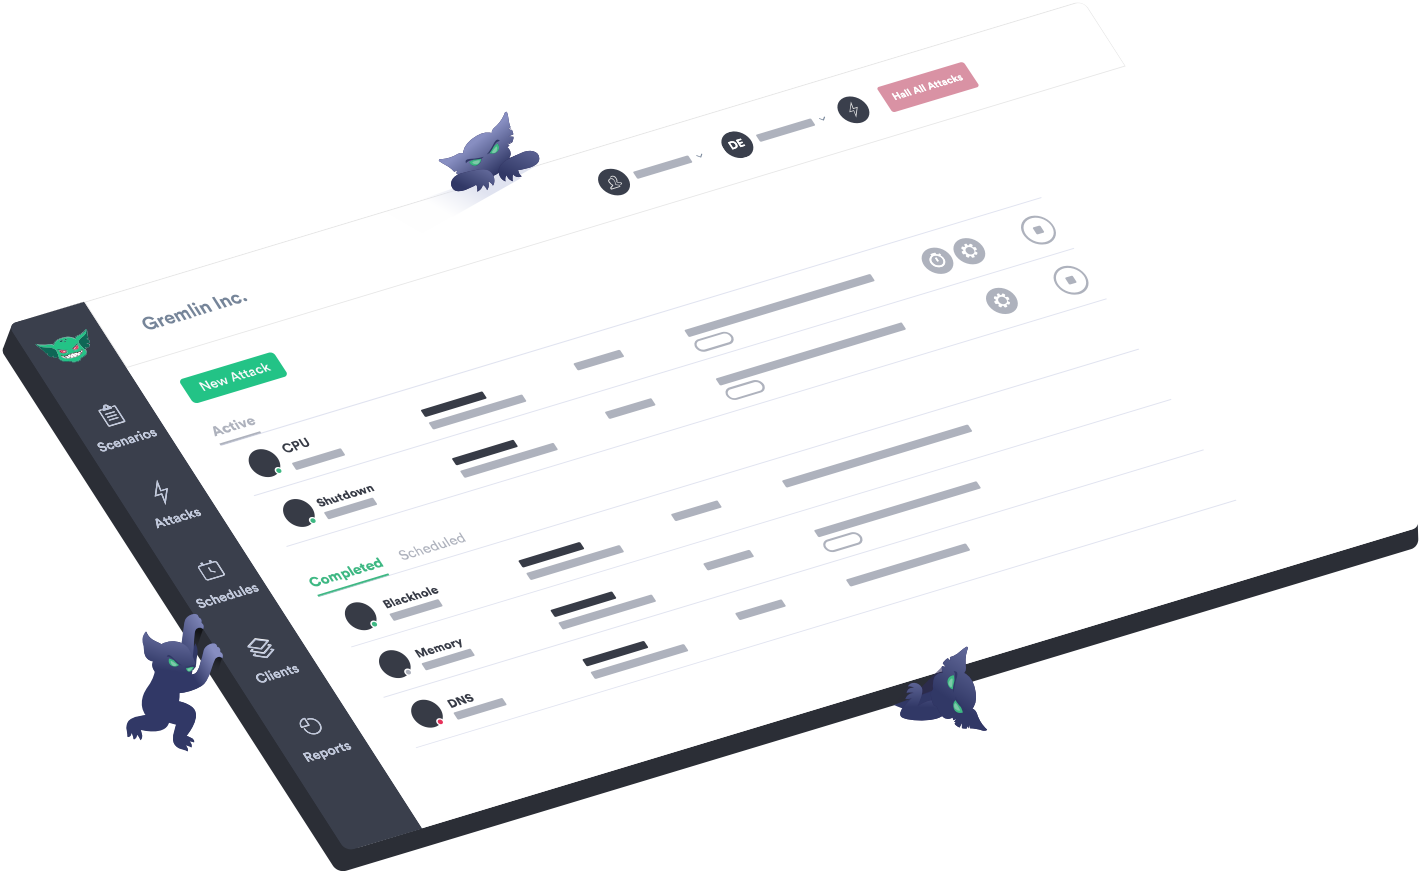 Hall All Attacks
DE
Gremlin Inc.
New Attack
Active
CPU
Shutdown
Completed
Scheduled
Blackhole
Memory
DNS
Scenarios
Attacks
Schedules
Clients
Reports